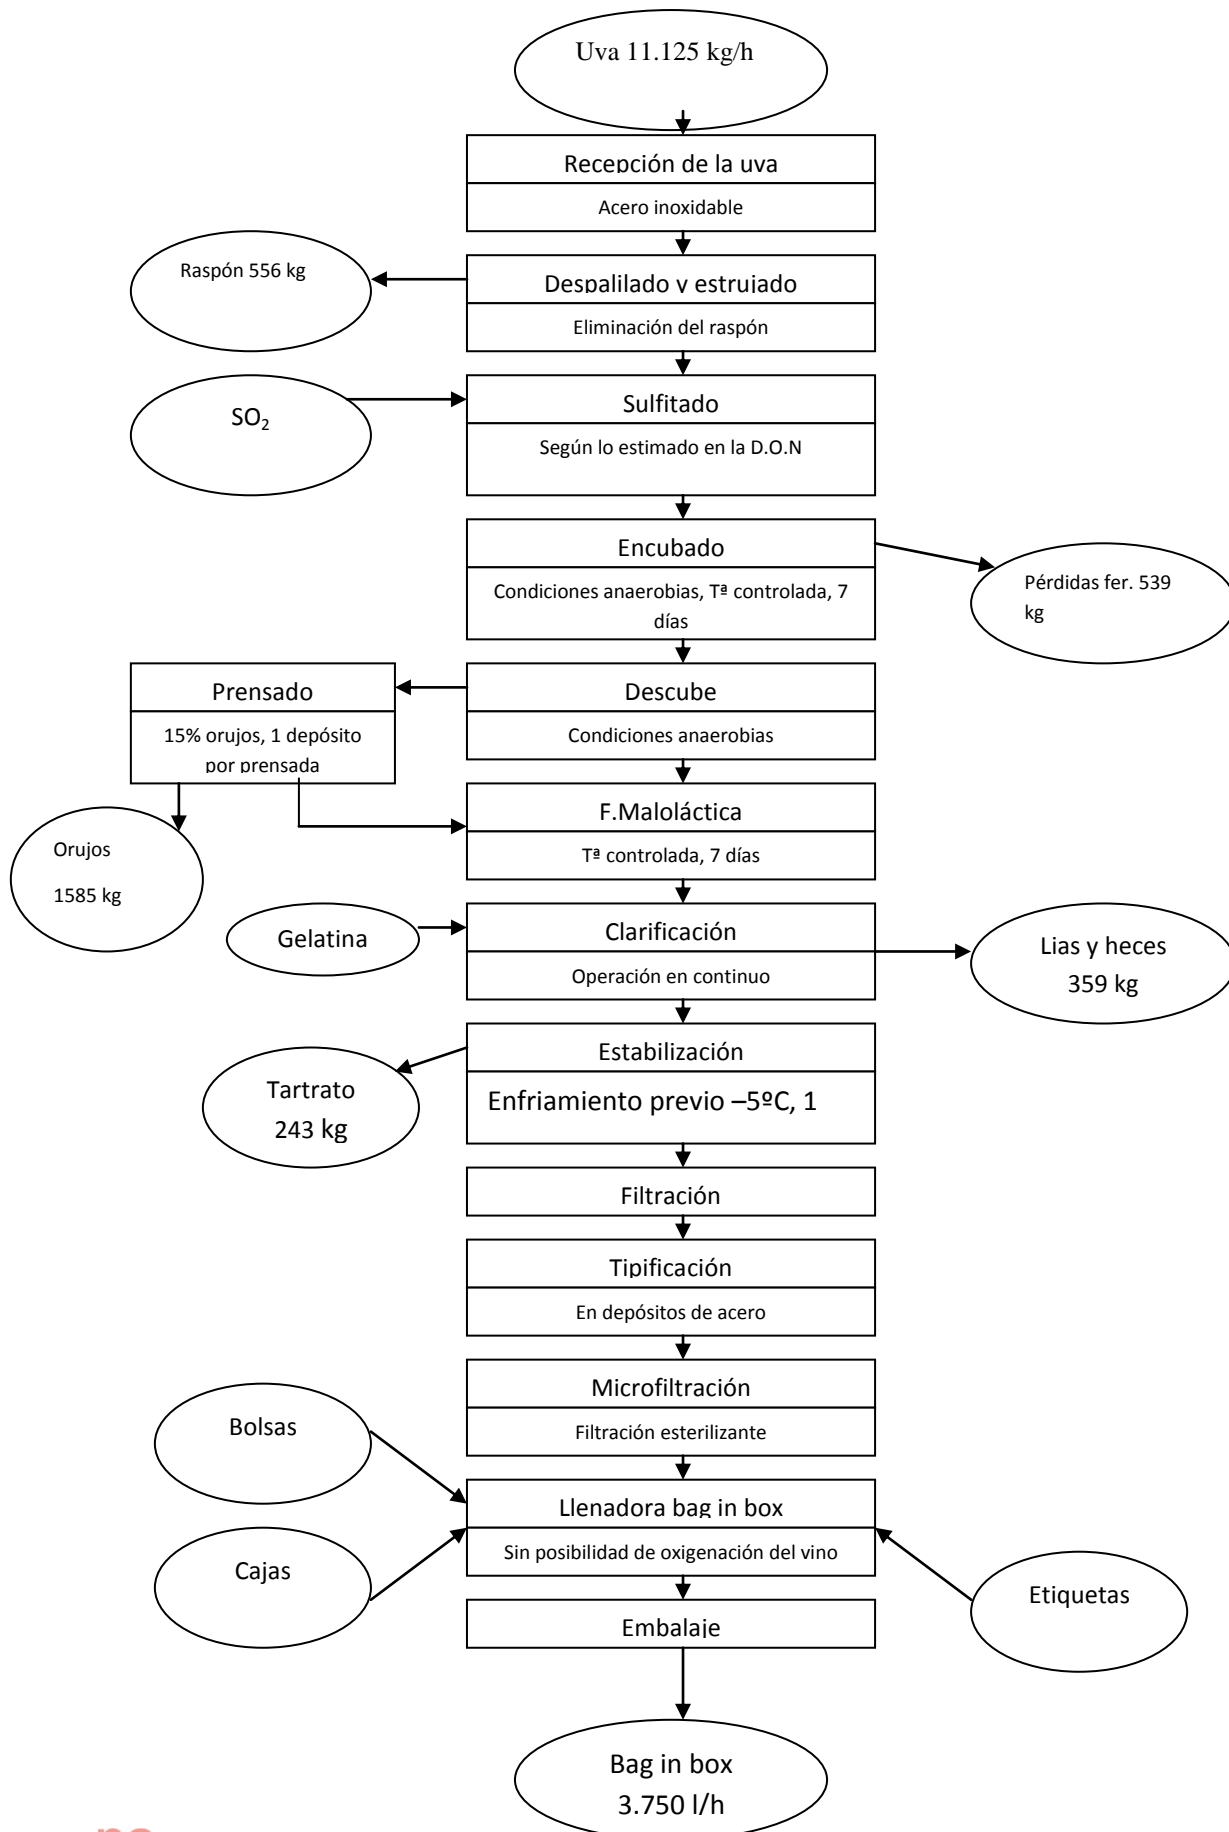 Uva 11.125 kg/h
Recepción de la uva
Acero inoxidable
Raspón 556 kg
Despalilado y estrujado
Eliminación del raspón
SO₂
Sulfitado
Según lo estimado en la D.O.N
Encubado
Condiciones anaerobias, Tª controlada, 7
días
Pérdidas fer. 539
kg
Prensado
15% orujos, 1 depósito
por prensada
Descube
Condiciones anaerobias
Orujos
1585 kg
F.Maloláctica
Tª controlada, 7 días
Gelatina
Clarificación
Operación en continuo
Lias y heces
359 kg
Tartrato
243 kg
Estabilización
Enfriamiento previo –5ºC, 1
Filtración
Tipificación
En depósitos de acero
Microfiltración
Filtración esterilizante
Bolsas
Cajas
Llenadora bag in box
Sin posibilidad de oxigenación del vino
Etiquetas
Embalaje
Bag in box
3.750 l/h